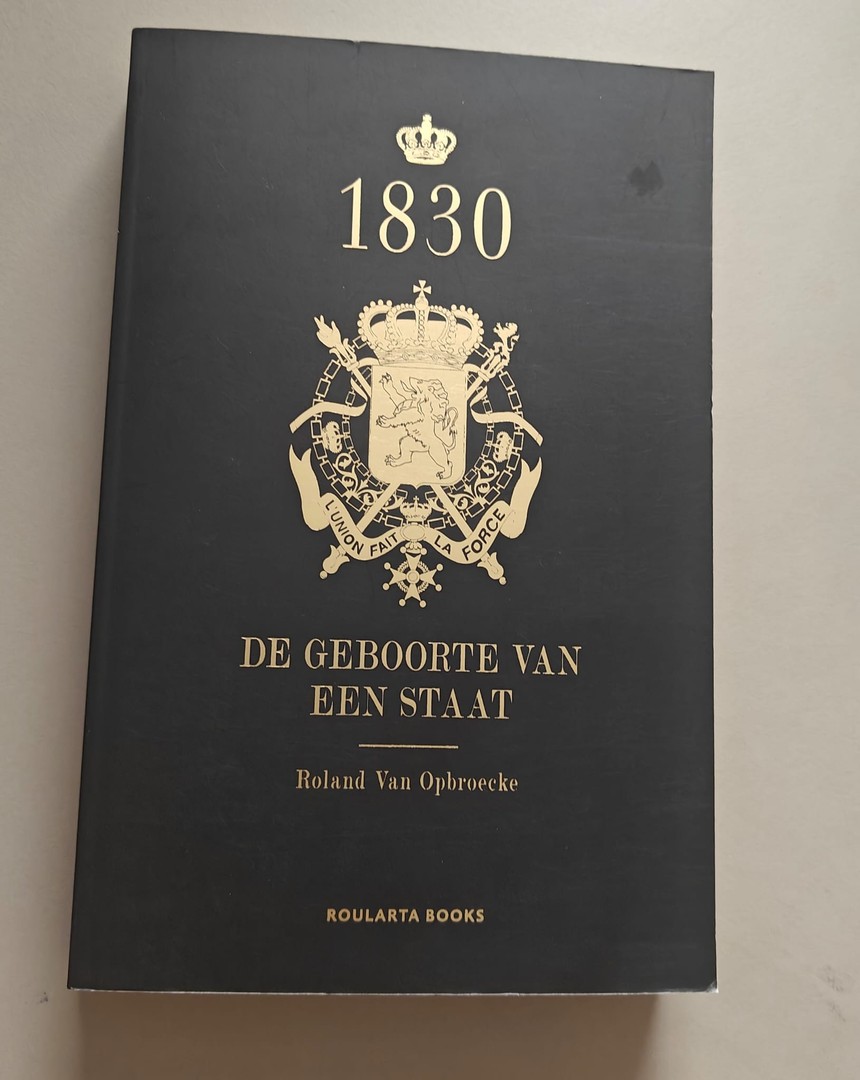 1830
L'UNION FAIT LA FORCE
DE GEBOORTE VAN
EEN STAAT
Roland Van Opbroecke
ROULARTA BOOKS